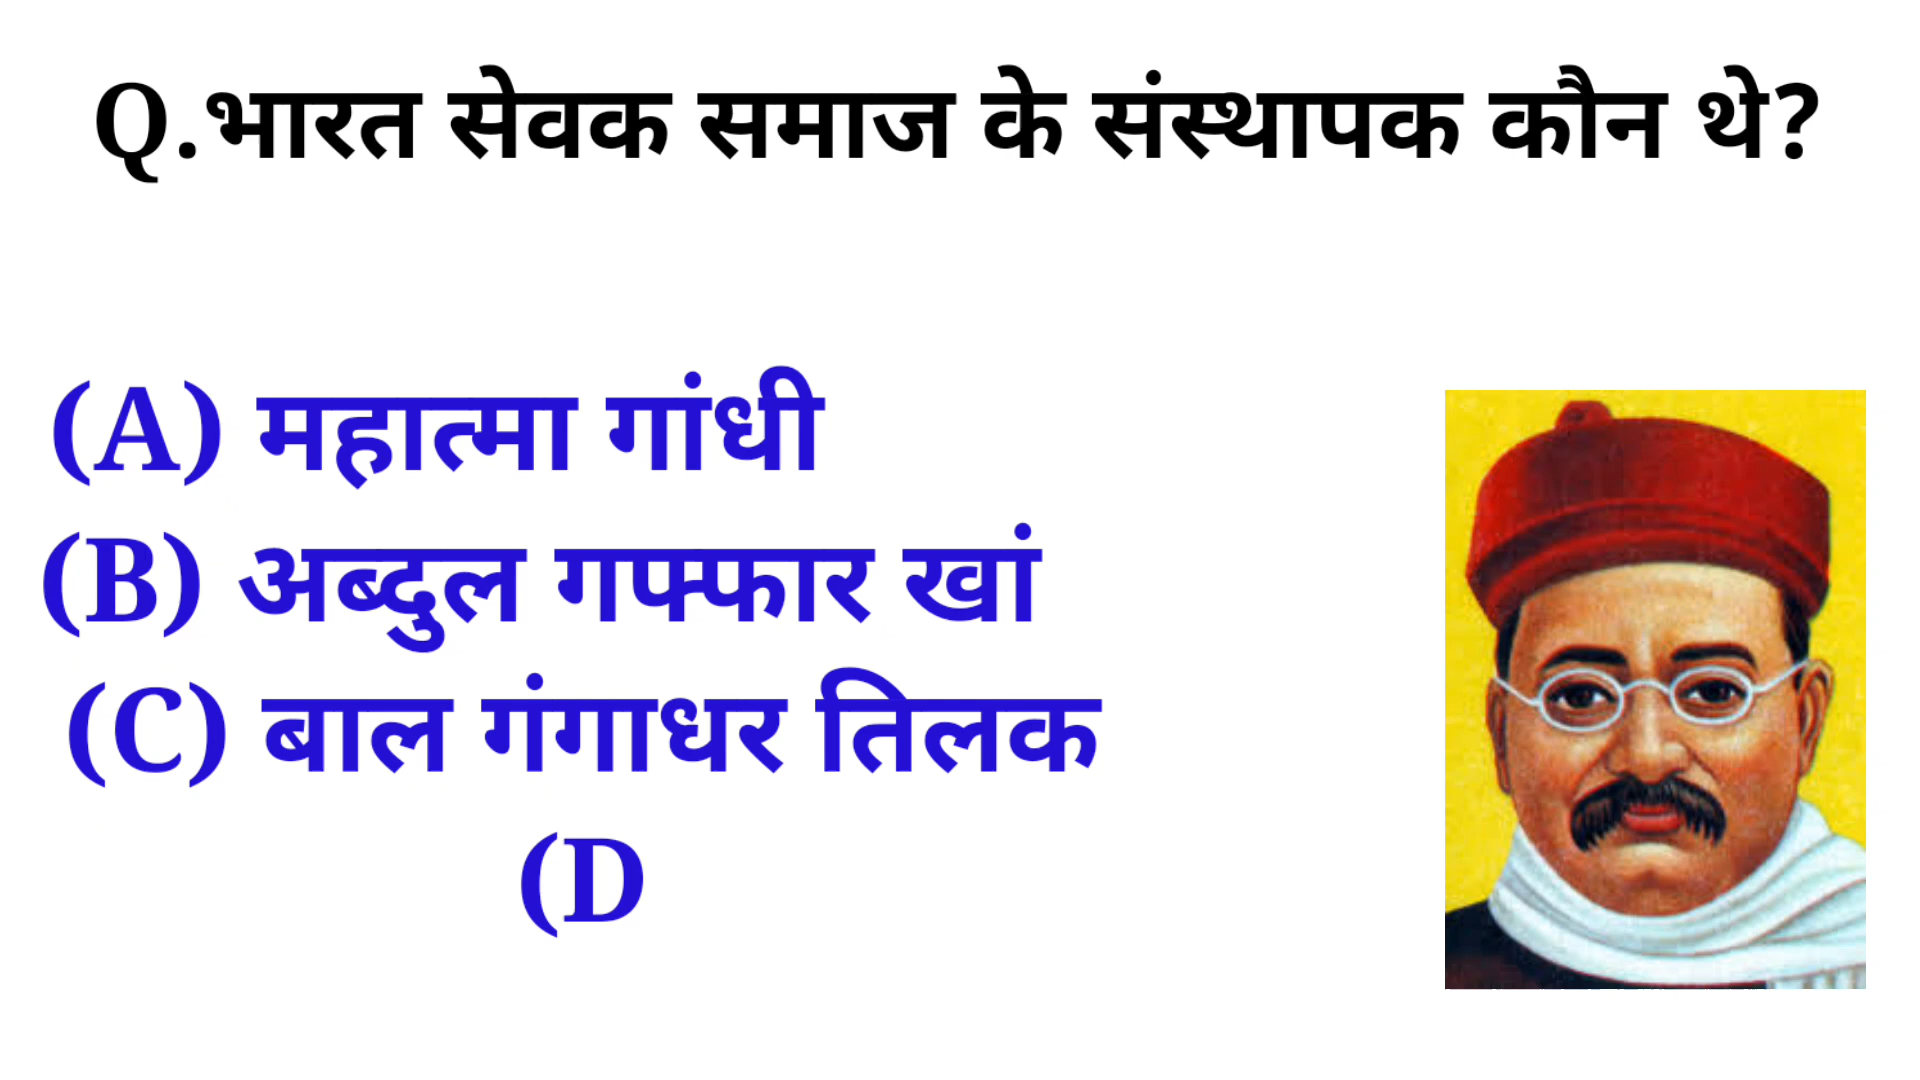 Q.भारत सेवक समाज के संस्थापक कौन थे?
(A) महात्मा गांधी
(B) अब्दुल गफ्फार खां
(C) बाल गंगाधर तिलक
(D